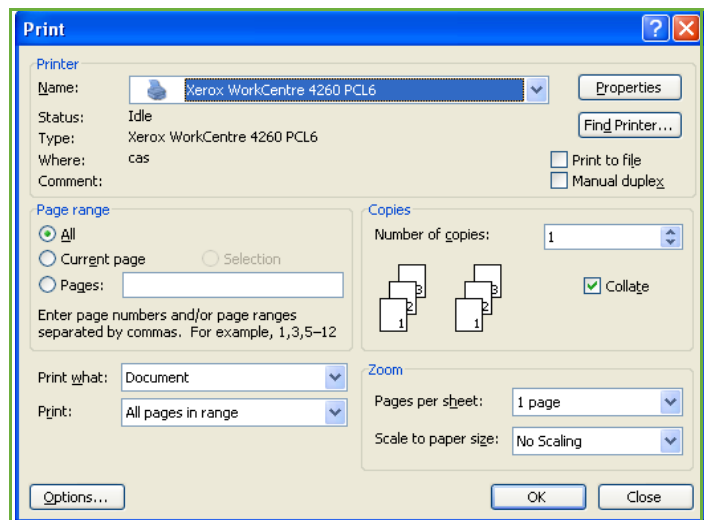 Print
Printer
Name: Xerox WorkCentre 4260 PCL6 Properties
Status: Idle
Type: Xerox WorkCentre 4260 PCL6 Find Printer...
Where: cas Print to file
Comment: Manual duplex
Page range
All
Current page Selection
Pages:
Enter page numbers and/or page ranges
separated by commas. For example, 1,3,5–12
Copies
Number of copies: 1
3 3
2 2
1 1
Collate
Print what: Document
Print: All pages in range
Zoom
Pages per sheet: 1 page
Scale to paper size: No Scaling
Options... OK Close